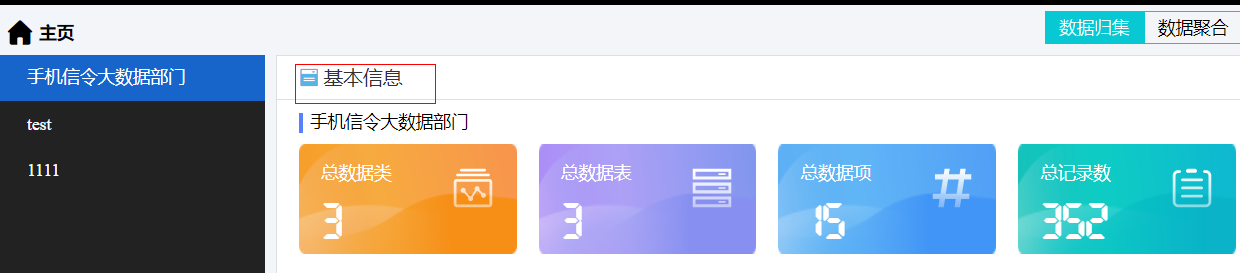 主页
数据归集 数据聚合
手机信令大数据部门
test
1111
基本信息
手机信令大数据部门
总数据类 总数据表 总数据项 总记录数
3 3 15 352